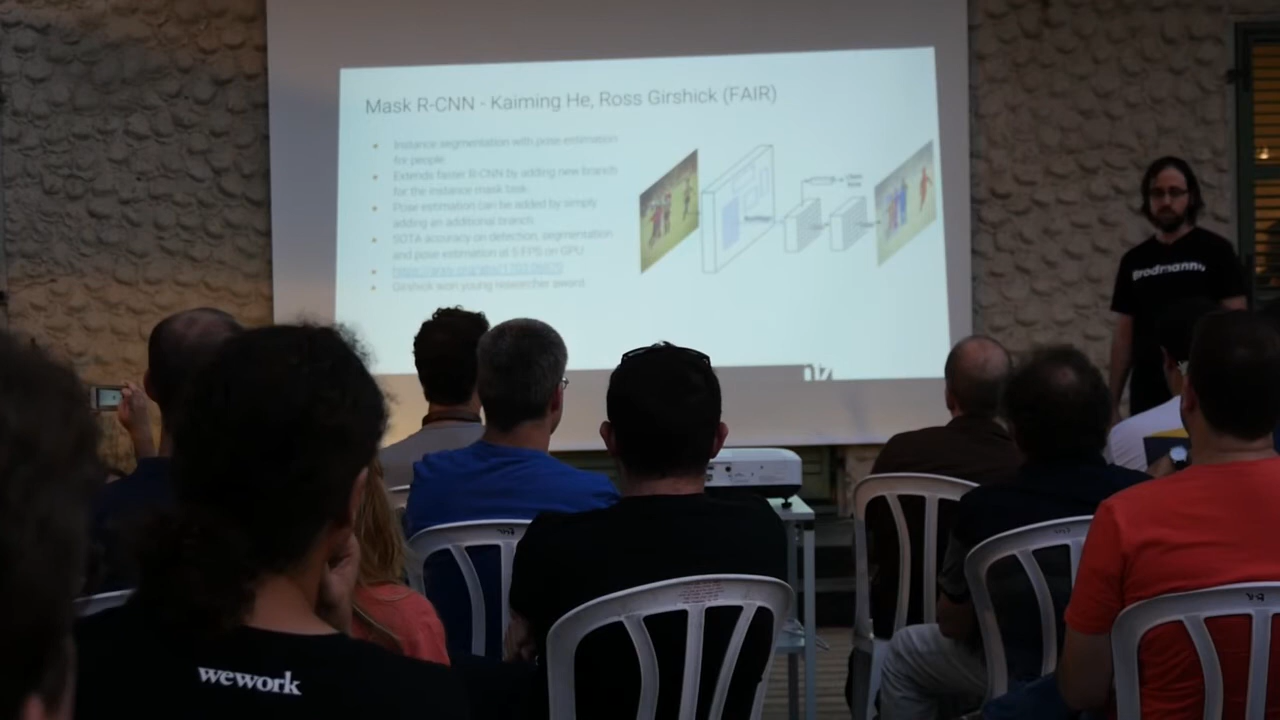 Mask R-CNN - Kaiming He, Ross Girshick (FAIR)
Instance segmentation with pose estimation
for people
Extends faster R-CNN by adding new branch
for the instance mask task.
Pose estimation can be added by simply
adding an additional branch.
SOTA accuracy on detection, segmentation
and pose estimation at 5 FPS on GPU
Girshick won young researcher award.
Brodmann17
wework